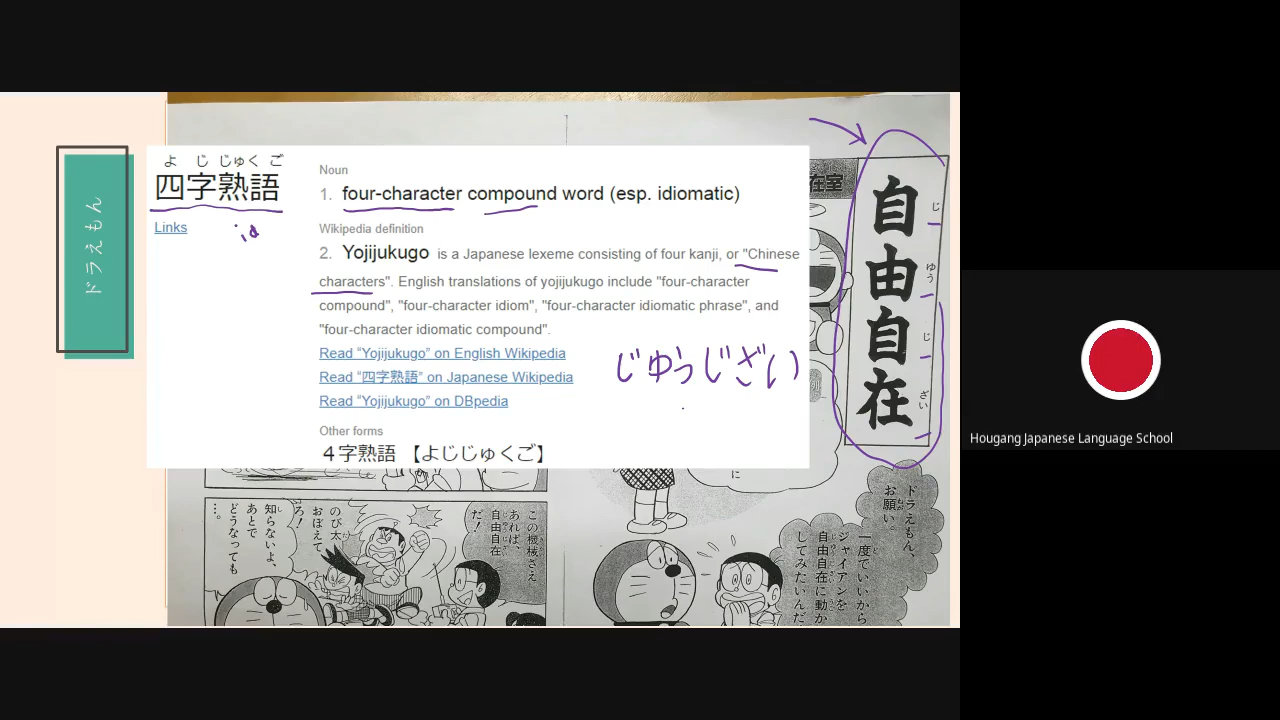 ドラえもん
よ じ じゅく ご
四字熟語
Links
Noun
1. four-character compound word (esp. idiomatic)
Wikipedia definition
2. Yojijukugo is a Japanese lexeme consisting of four kanji, or "Chinese
characters". English translations of yojijukugo include "four-character
compound", "four-character idiom", "four-character idiomatic phrase", and
"four-character idiomatic compound".
Read “Yojijukugo” on English Wikipedia
Read “四字熟語” on Japanese Wikipedia
Read “Yojijukugo” on DBpedia
Other forms
４字熟語 【よじじゅくご】
じゆうじざい
在室
自由自在
じ ゆう じ ざい
例
に
ドラえもん、
お願い。
一度でいいから
ジャイアンを
自由自在に動か
してみたいんだ
この機械さえ
あれば
自由自在
だ！
のび太
おぼえて
ろ！
知らないよ、
あとで
どうなっても
…。
Hougang Japanese Language School